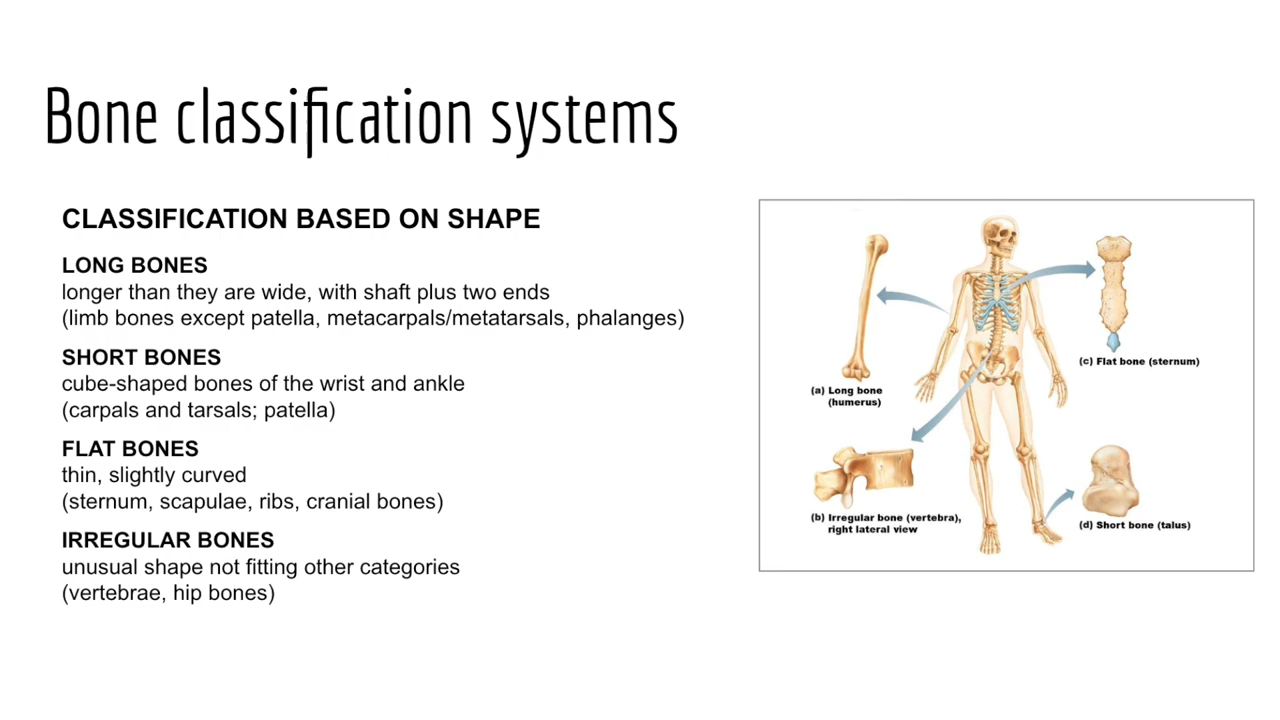 Bone classification systems
CLASSIFICATION BASED ON SHAPE
LONG BONES
longer than they are wide, with shaft plus two ends
(limb bones except patella, metacarpals/metatarsals, phalanges)
SHORT BONES
cube-shaped bones of the wrist and ankle
(carpals and tarsals; patella)
FLAT BONES
thin, slightly curved
(sternum, scapulae, ribs, cranial bones)
IRREGULAR BONES
unusual shape not fitting other categories
(vertebrae, hip bones)
(a) Long bone
(humerus)
(c) Flat bone (sternum)
(b) Irregular bone (vertebra),
right lateral view
(d) Short bone (talus)